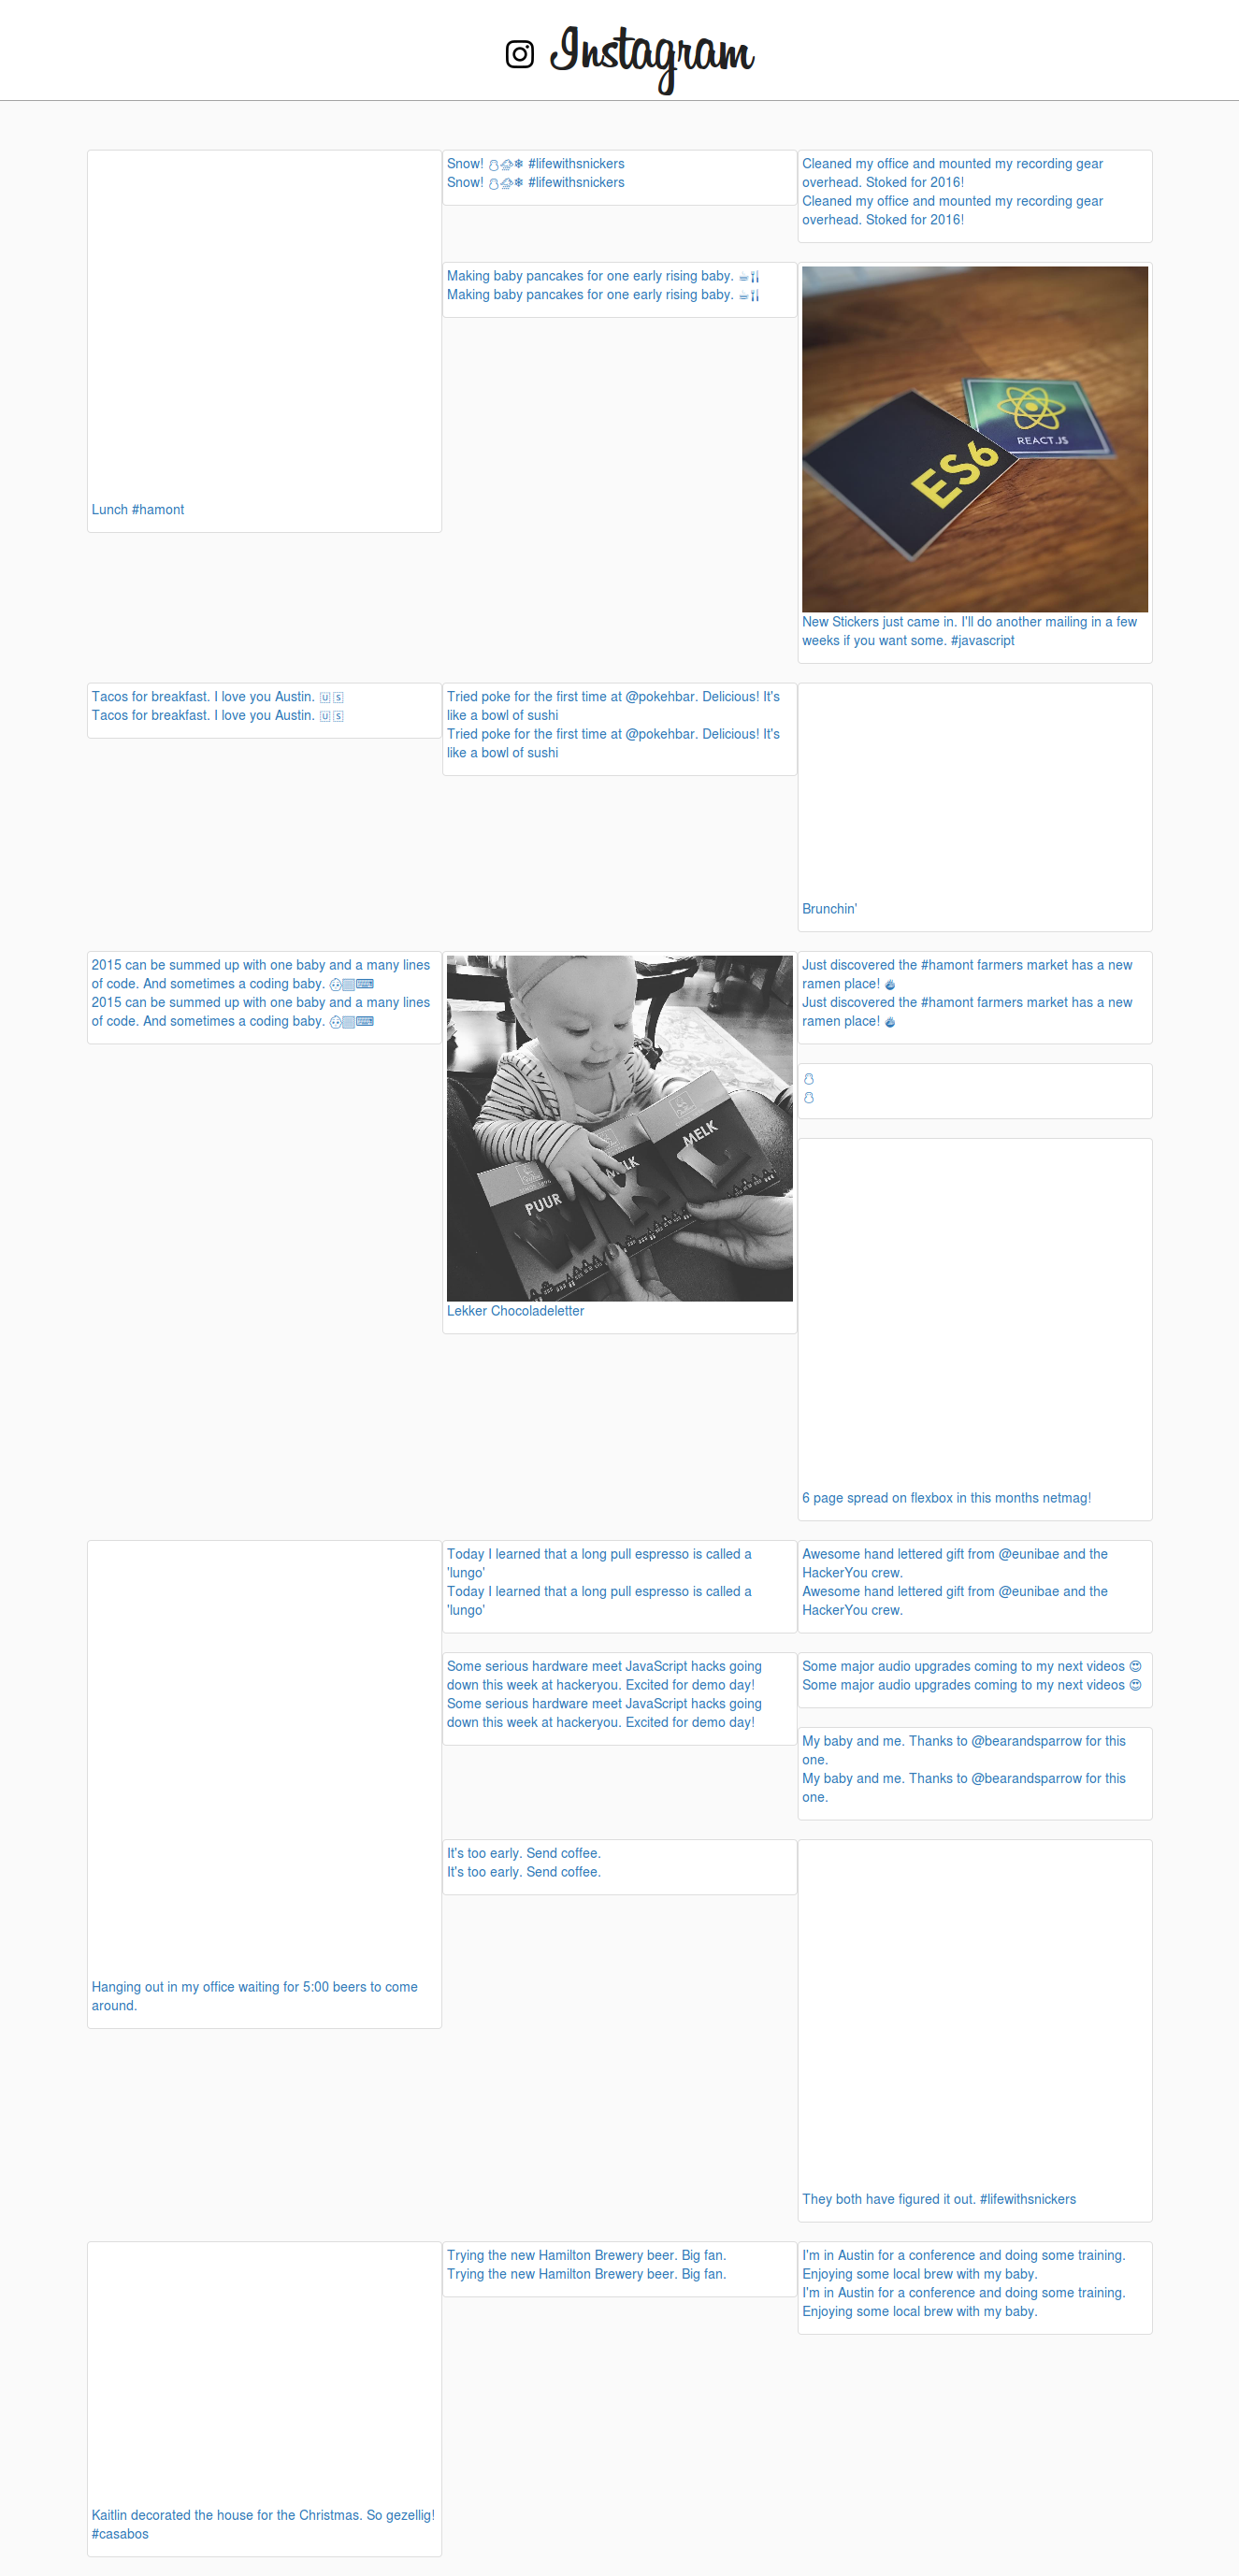 Instagram
Lunch #hamont
Snow! ⛄🌨❄ #lifewithsnickers
Snow! ⛄🌨❄ #lifewithsnickers
Cleaned my office and mounted my recording gear
overhead. Stoked for 2016!
Cleaned my office and mounted my recording gear
overhead. Stoked for 2016!
Making baby pancakes for one early rising baby. ☕🍴
Making baby pancakes for one early rising baby. ☕🍴
ES6
REACT.JS
New Stickers just came in. I'll do another mailing in a few
weeks if you want some. #javascript
Tacos for breakfast. I love you Austin. 🇺🇸
Tacos for breakfast. I love you Austin. 🇺🇸
Tried poke for the first time at @pokehbar. Delicious! It's
like a bowl of sushi
Tried poke for the first time at @pokehbar. Delicious! It's
like a bowl of sushi
Brunchin'
2015 can be summed up with one baby and a many lines
of code. And sometimes a coding baby. 👶🏼⌨
2015 can be summed up with one baby and a many lines
of code. And sometimes a coding baby. 👶🏼⌨
PUUR
MELK
MELK
Lekker Chocoladeletter
Just discovered the #hamont farmers market has a new
ramen place! 🍜
Just discovered the #hamont farmers market has a new
ramen place! 🍜
⛄
⛄
6 page spread on flexbox in this months netmag!
Hanging out in my office waiting for 5:00 beers to come
around.
Today I learned that a long pull espresso is called a
'lungo'
Today I learned that a long pull espresso is called a
'lungo'
Awesome hand lettered gift from @eunibae and the
HackerYou crew.
Awesome hand lettered gift from @eunibae and the
HackerYou crew.
Some serious hardware meet JavaScript hacks going
down this week at hackeryou. Excited for demo day!
Some serious hardware meet JavaScript hacks going
down this week at hackeryou. Excited for demo day!
Some major audio upgrades coming to my next videos 😍
Some major audio upgrades coming to my next videos 😍
My baby and me. Thanks to @bearandsparrow for this
one.
My baby and me. Thanks to @bearandsparrow for this
one.
It's too early. Send coffee.
It's too early. Send coffee.
They both have figured it out. #lifewithsnickers
Kaitlin decorated the house for the Christmas. So gezellig!
#casabos
Trying the new Hamilton Brewery beer. Big fan.
Trying the new Hamilton Brewery beer. Big fan.
I'm in Austin for a conference and doing some training.
Enjoying some local brew with my baby.
I'm in Austin for a conference and doing some training.
Enjoying some local brew with my baby.